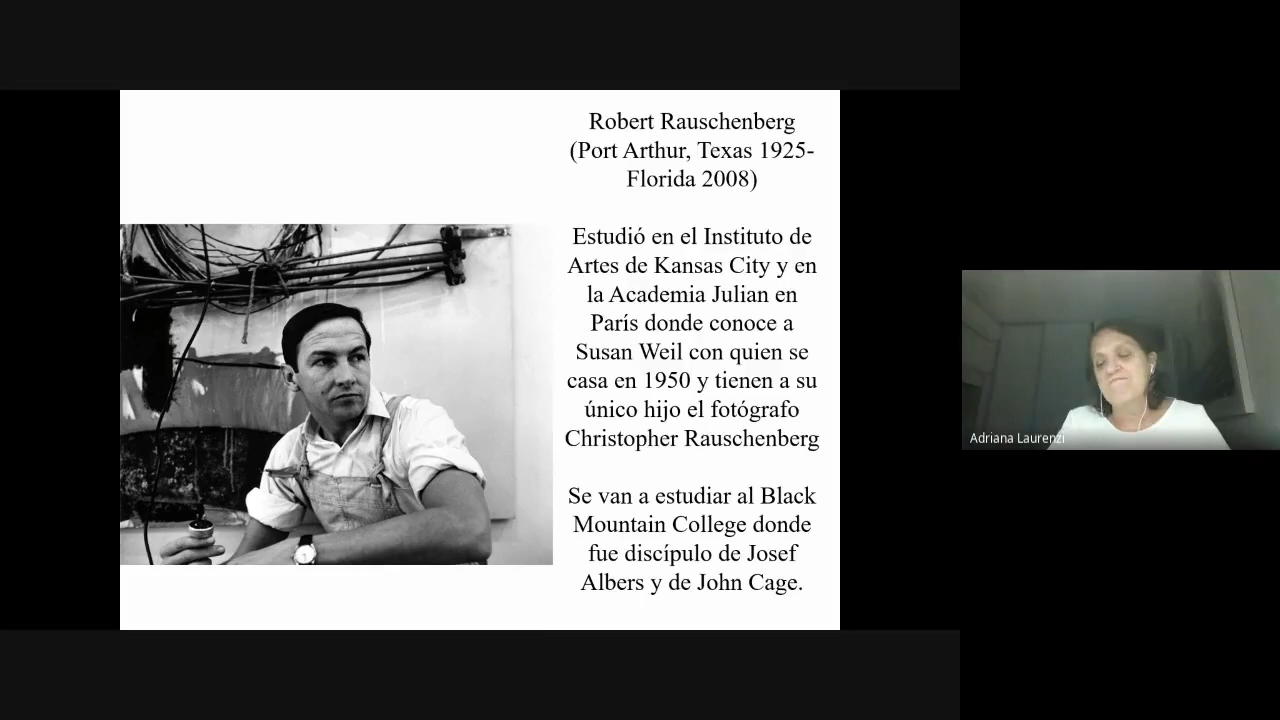 Robert Rauschenberg
(Port Arthur, Texas 1925-
Florida 2008)
Estudió en el Instituto de
Artes de Kansas City y en
la Academia Julian en
París donde conoce a
Susan Weil con quien se
casa en 1950 y tienen a su
único hijo el fotógrafo
Christopher Rauschenberg
Se van a estudiar al Black
Mountain College donde
fue discípulo de Josef
Albers y de John Cage.
Adriana Laurenzi